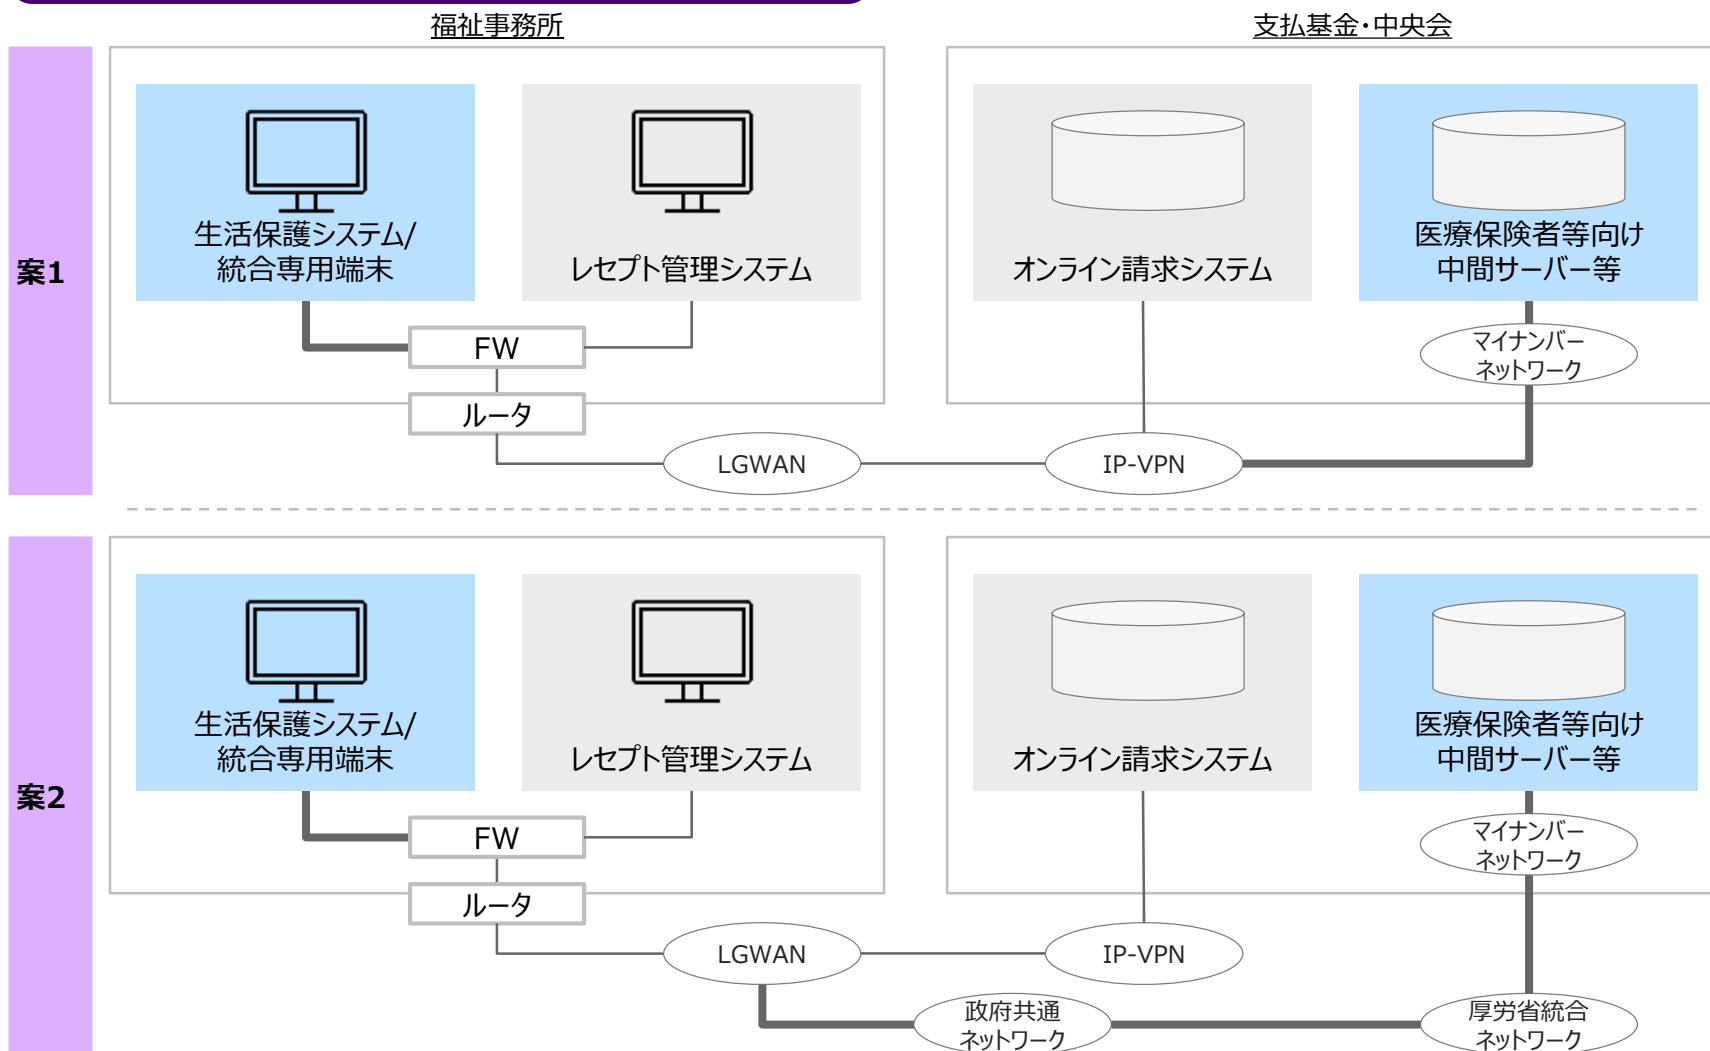 福祉事務所
支払基金・中央会
案1
生活保護システム/
統合専用端末
レセプト管理システム
オンライン請求システム
医療保険者等向け
中間サーバー等
FW
ルータ
LGWAN
IP-VPN
マイナンバー
ネットワーク
案2
生活保護システム/
統合専用端末
レセプト管理システム
オンライン請求システム
医療保険者等向け
中間サーバー等
FW
ルータ
LGWAN
IP-VPN
マイナンバー
ネットワーク
政府共通
ネットワーク
厚労省統合
ネットワーク